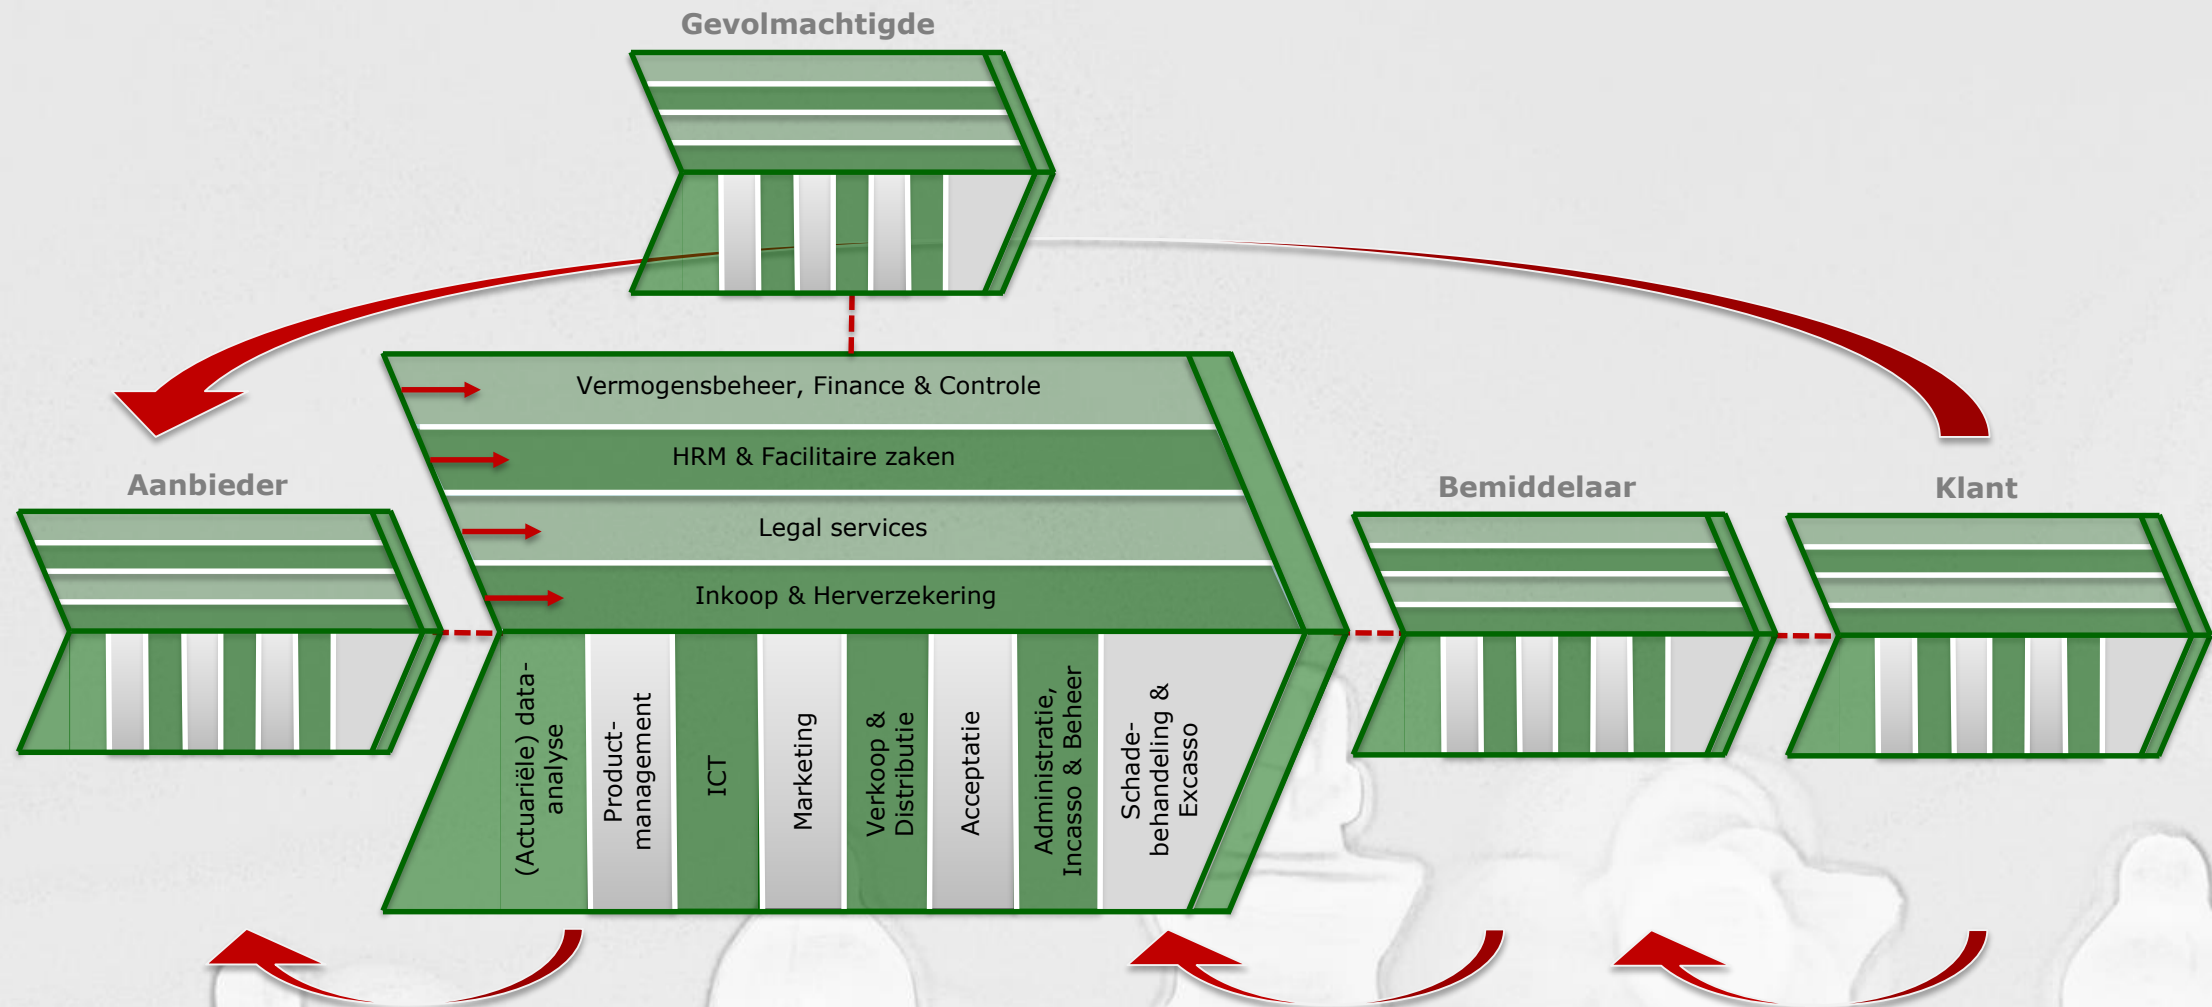 Gevolmachtigde
Vermogensbeheer, Finance & Controle
HRM & Facilitaire zaken
Legal services
Inkoop & Herverzekering
Aanbieder
Bemiddelaar
Klant
(Actuariële) data-
analyse
Product-
management
ICT
Marketing
Verkoop &
Distributie
Acceptatie
Administratie,
Incasso & Beheer
Schade-
behandeling &
Excasso